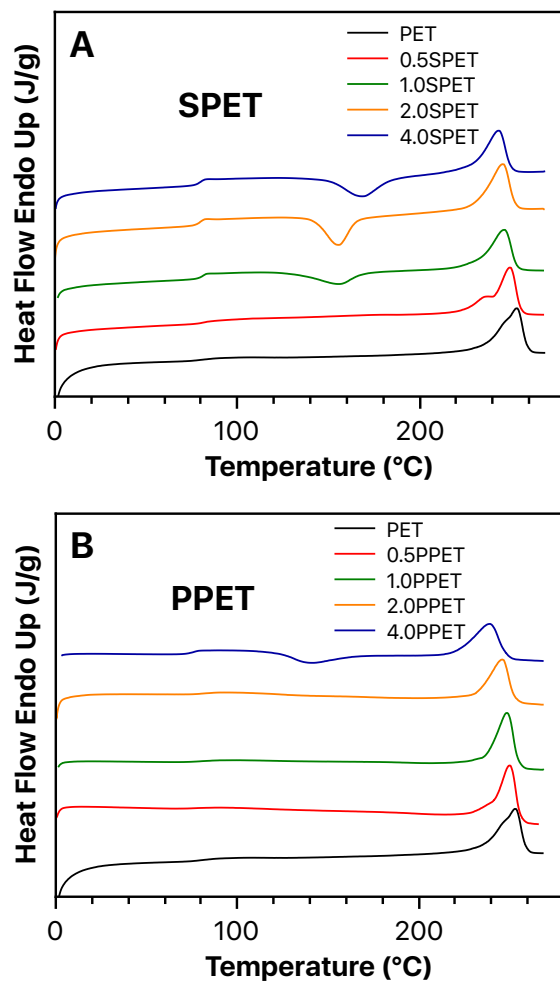 A
SPET
PET
0.5SPET
1.0SPET
2.0SPET
4.0SPET
Heat Flow Endo Up (J/g)
0
100
200
Temperature (°C)
B
PPET
PET
0.5PPET
1.0PPET
2.0PPET
4.0PPET
Heat Flow Endo Up (J/g)
0
100
200
Temperature (°C)